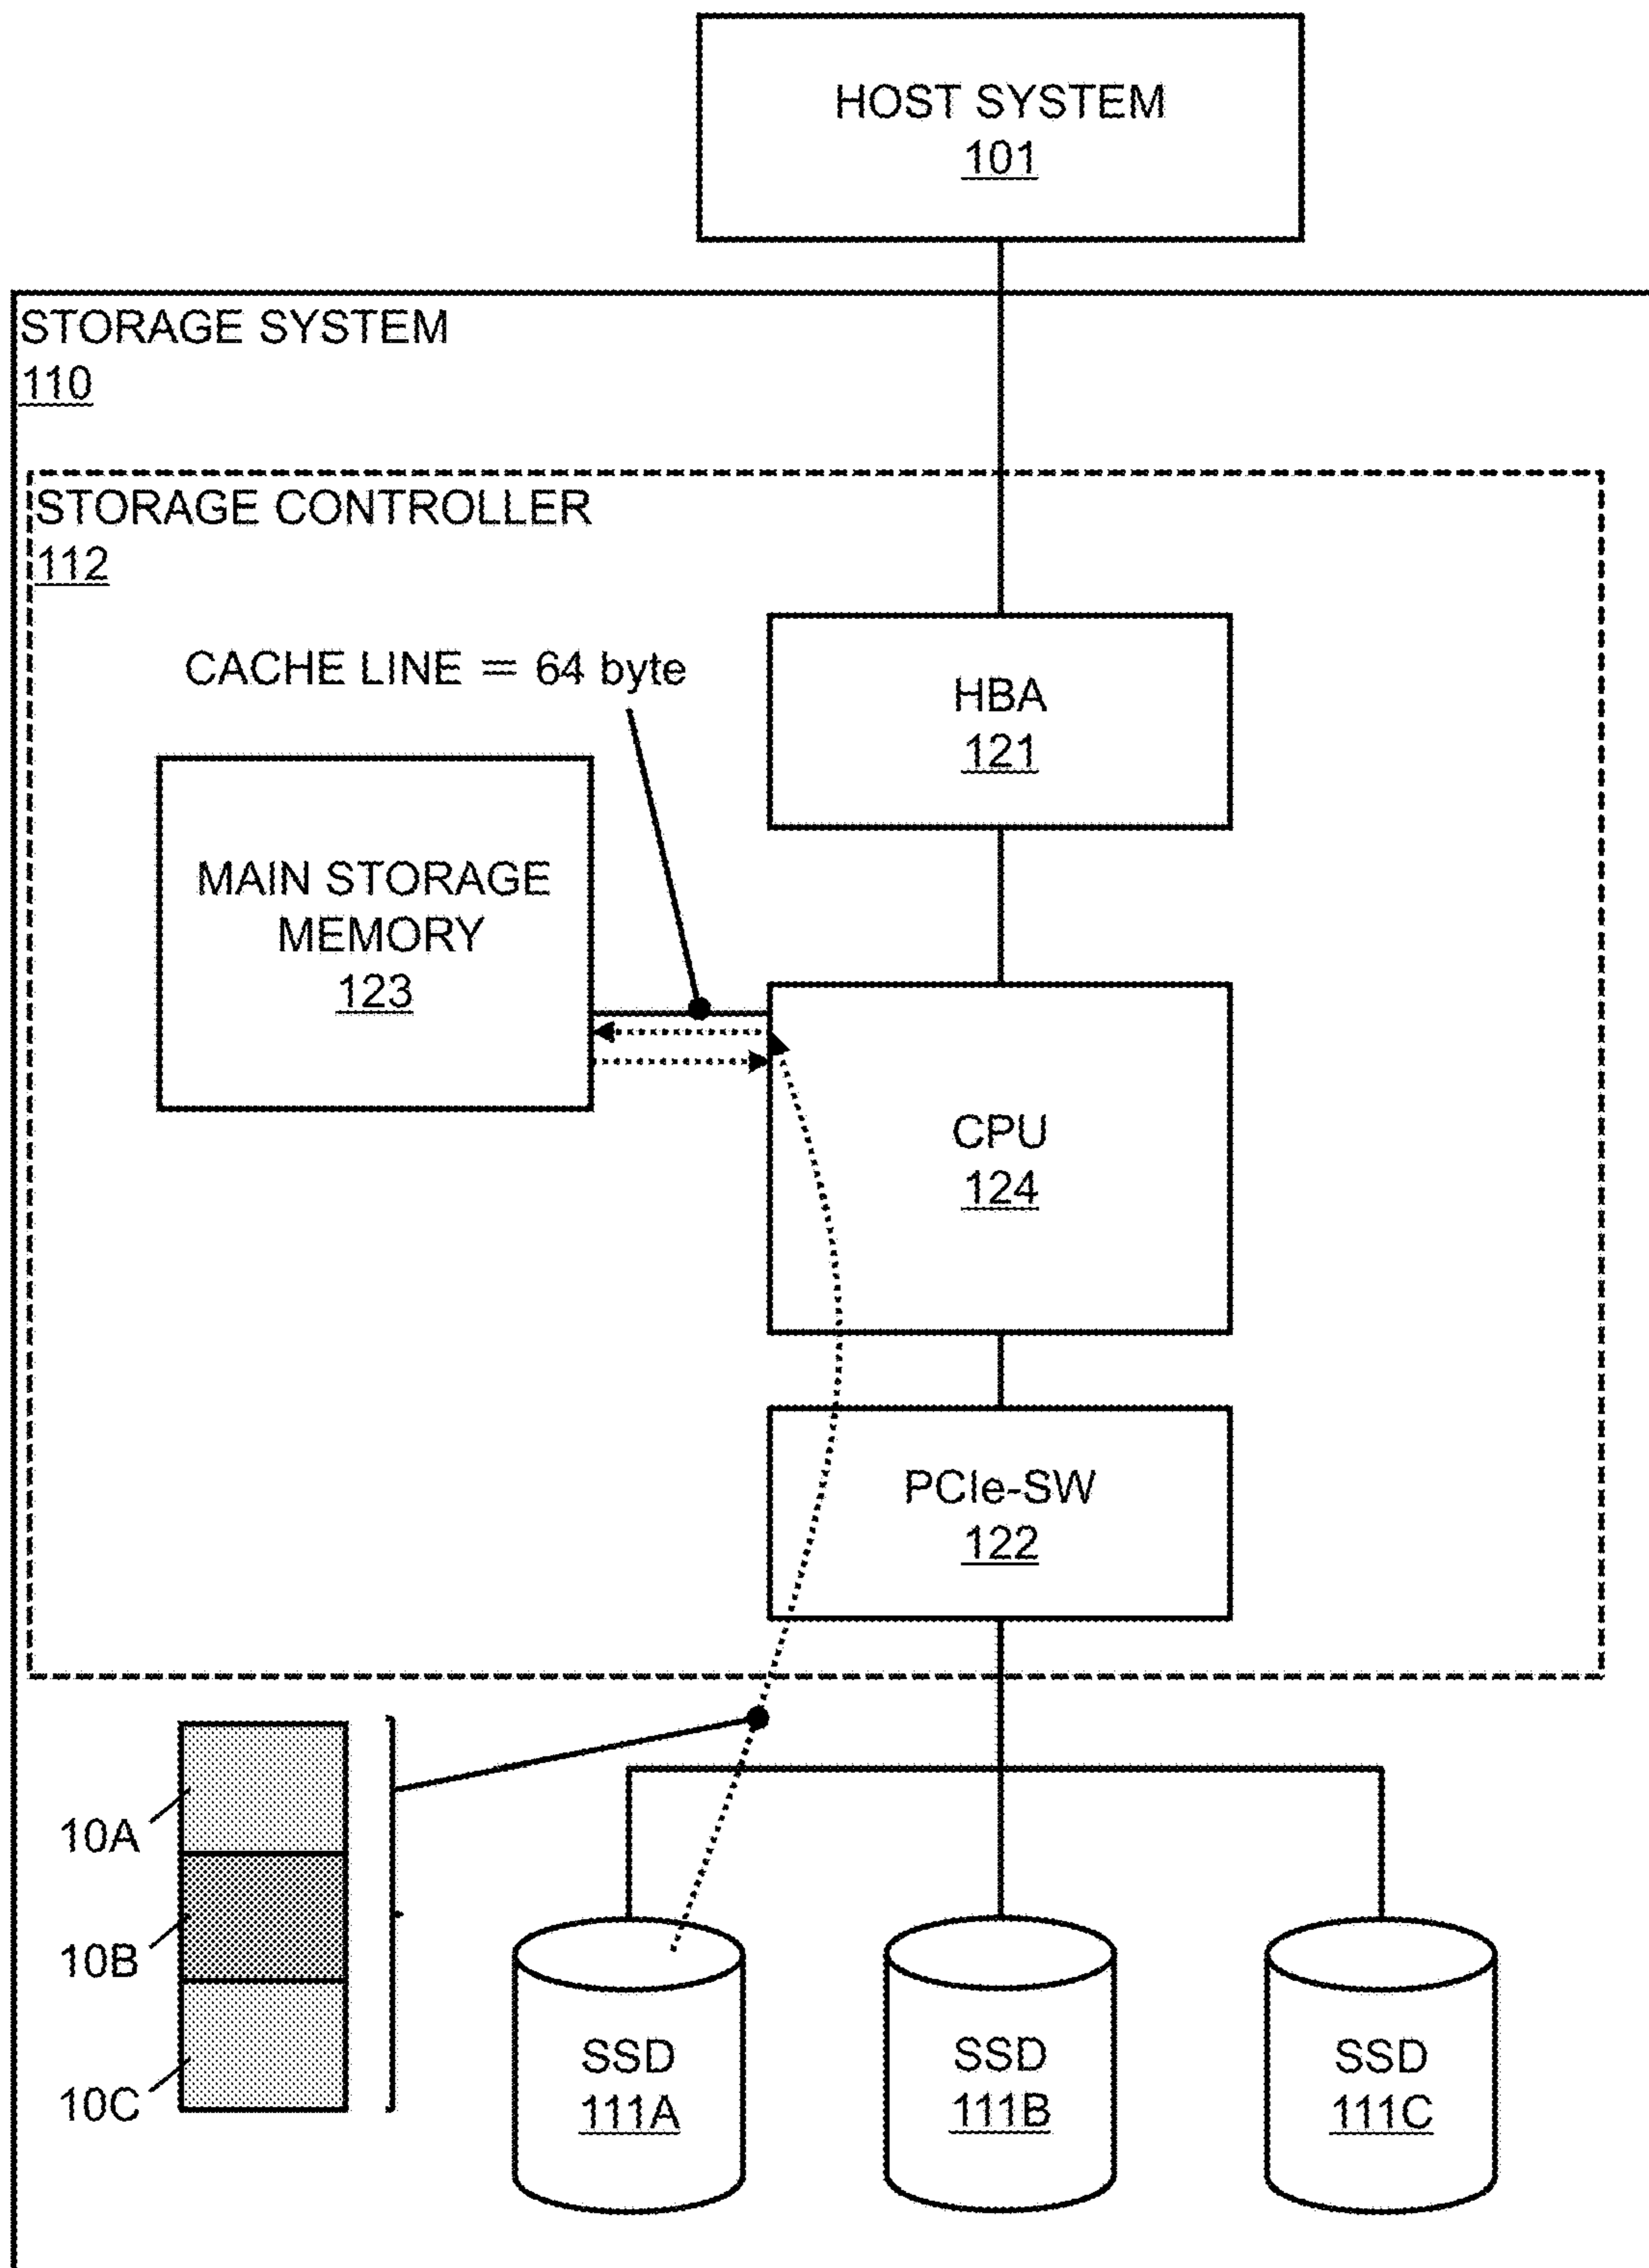 HOST SYSTEM
101
STORAGE SYSTEM
110
STORAGE CONTROLLER
112
CACHE LINE = 64 byte
HBA
121
MAIN STORAGE
MEMORY
123
CPU
124
PCIe-SW
122
10A
10B
10C
SSD
111A
SSD
111B
SSD
111C